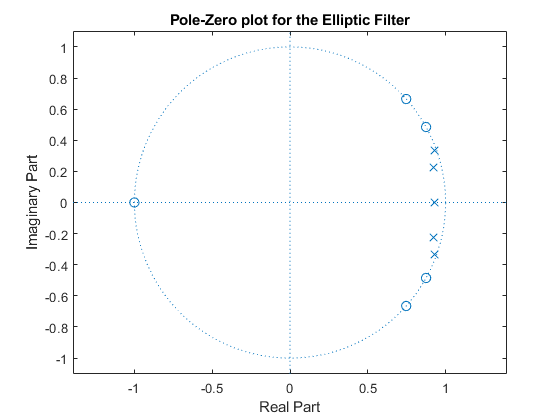 Pole-Zero plot for the Elliptic Filter
Imaginary Part
1
0.8
0.6
0.4
0.2
0
-0.2
-0.4
-0.6
-0.8
-1
-1 -0.5 0 0.5 1
Real Part